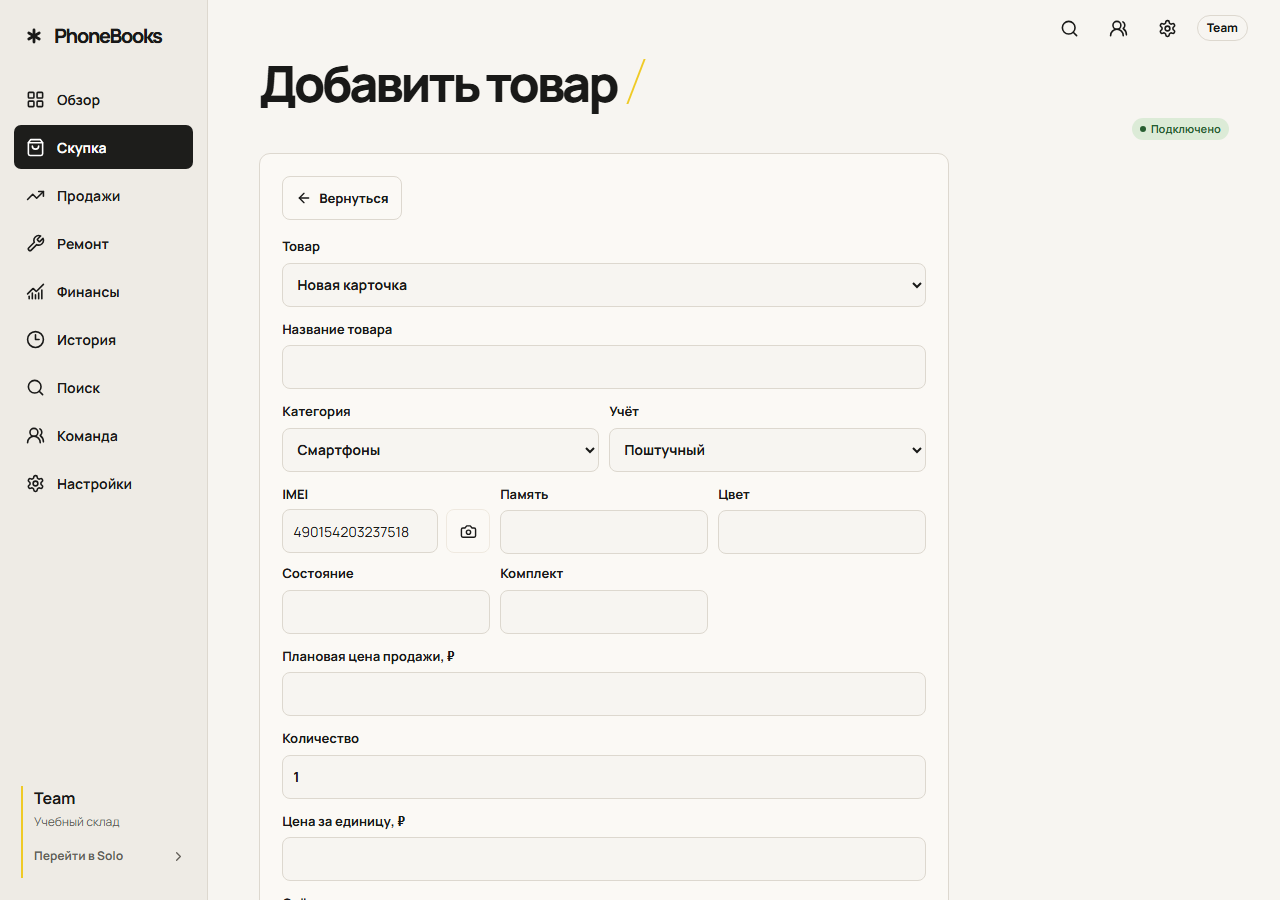 PhoneBooks
Team
Обзор
Скупка
Продажи
Ремонт
Финансы
История
Поиск
Команда
Настройки
Team
Учебный склад
Перейти в Solo
Добавить товар /
Подключено
Вернуться
Товар
Новая карточка
Название товара
Категория Учёт
Смартфоны Поштучный
IMEI Память Цвет
490154203237518
Состояние Комплект
Плановая цена продажи, ₽
Количество
1
Цена за единицу, ₽